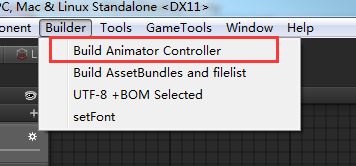 PC, Mac & Linux Standalone <DX11>
Builder Tools GameTools Window Help
Build Animator Controller
Build AssetBundles and filelist
UTF-8 +BOM Selected
setFont